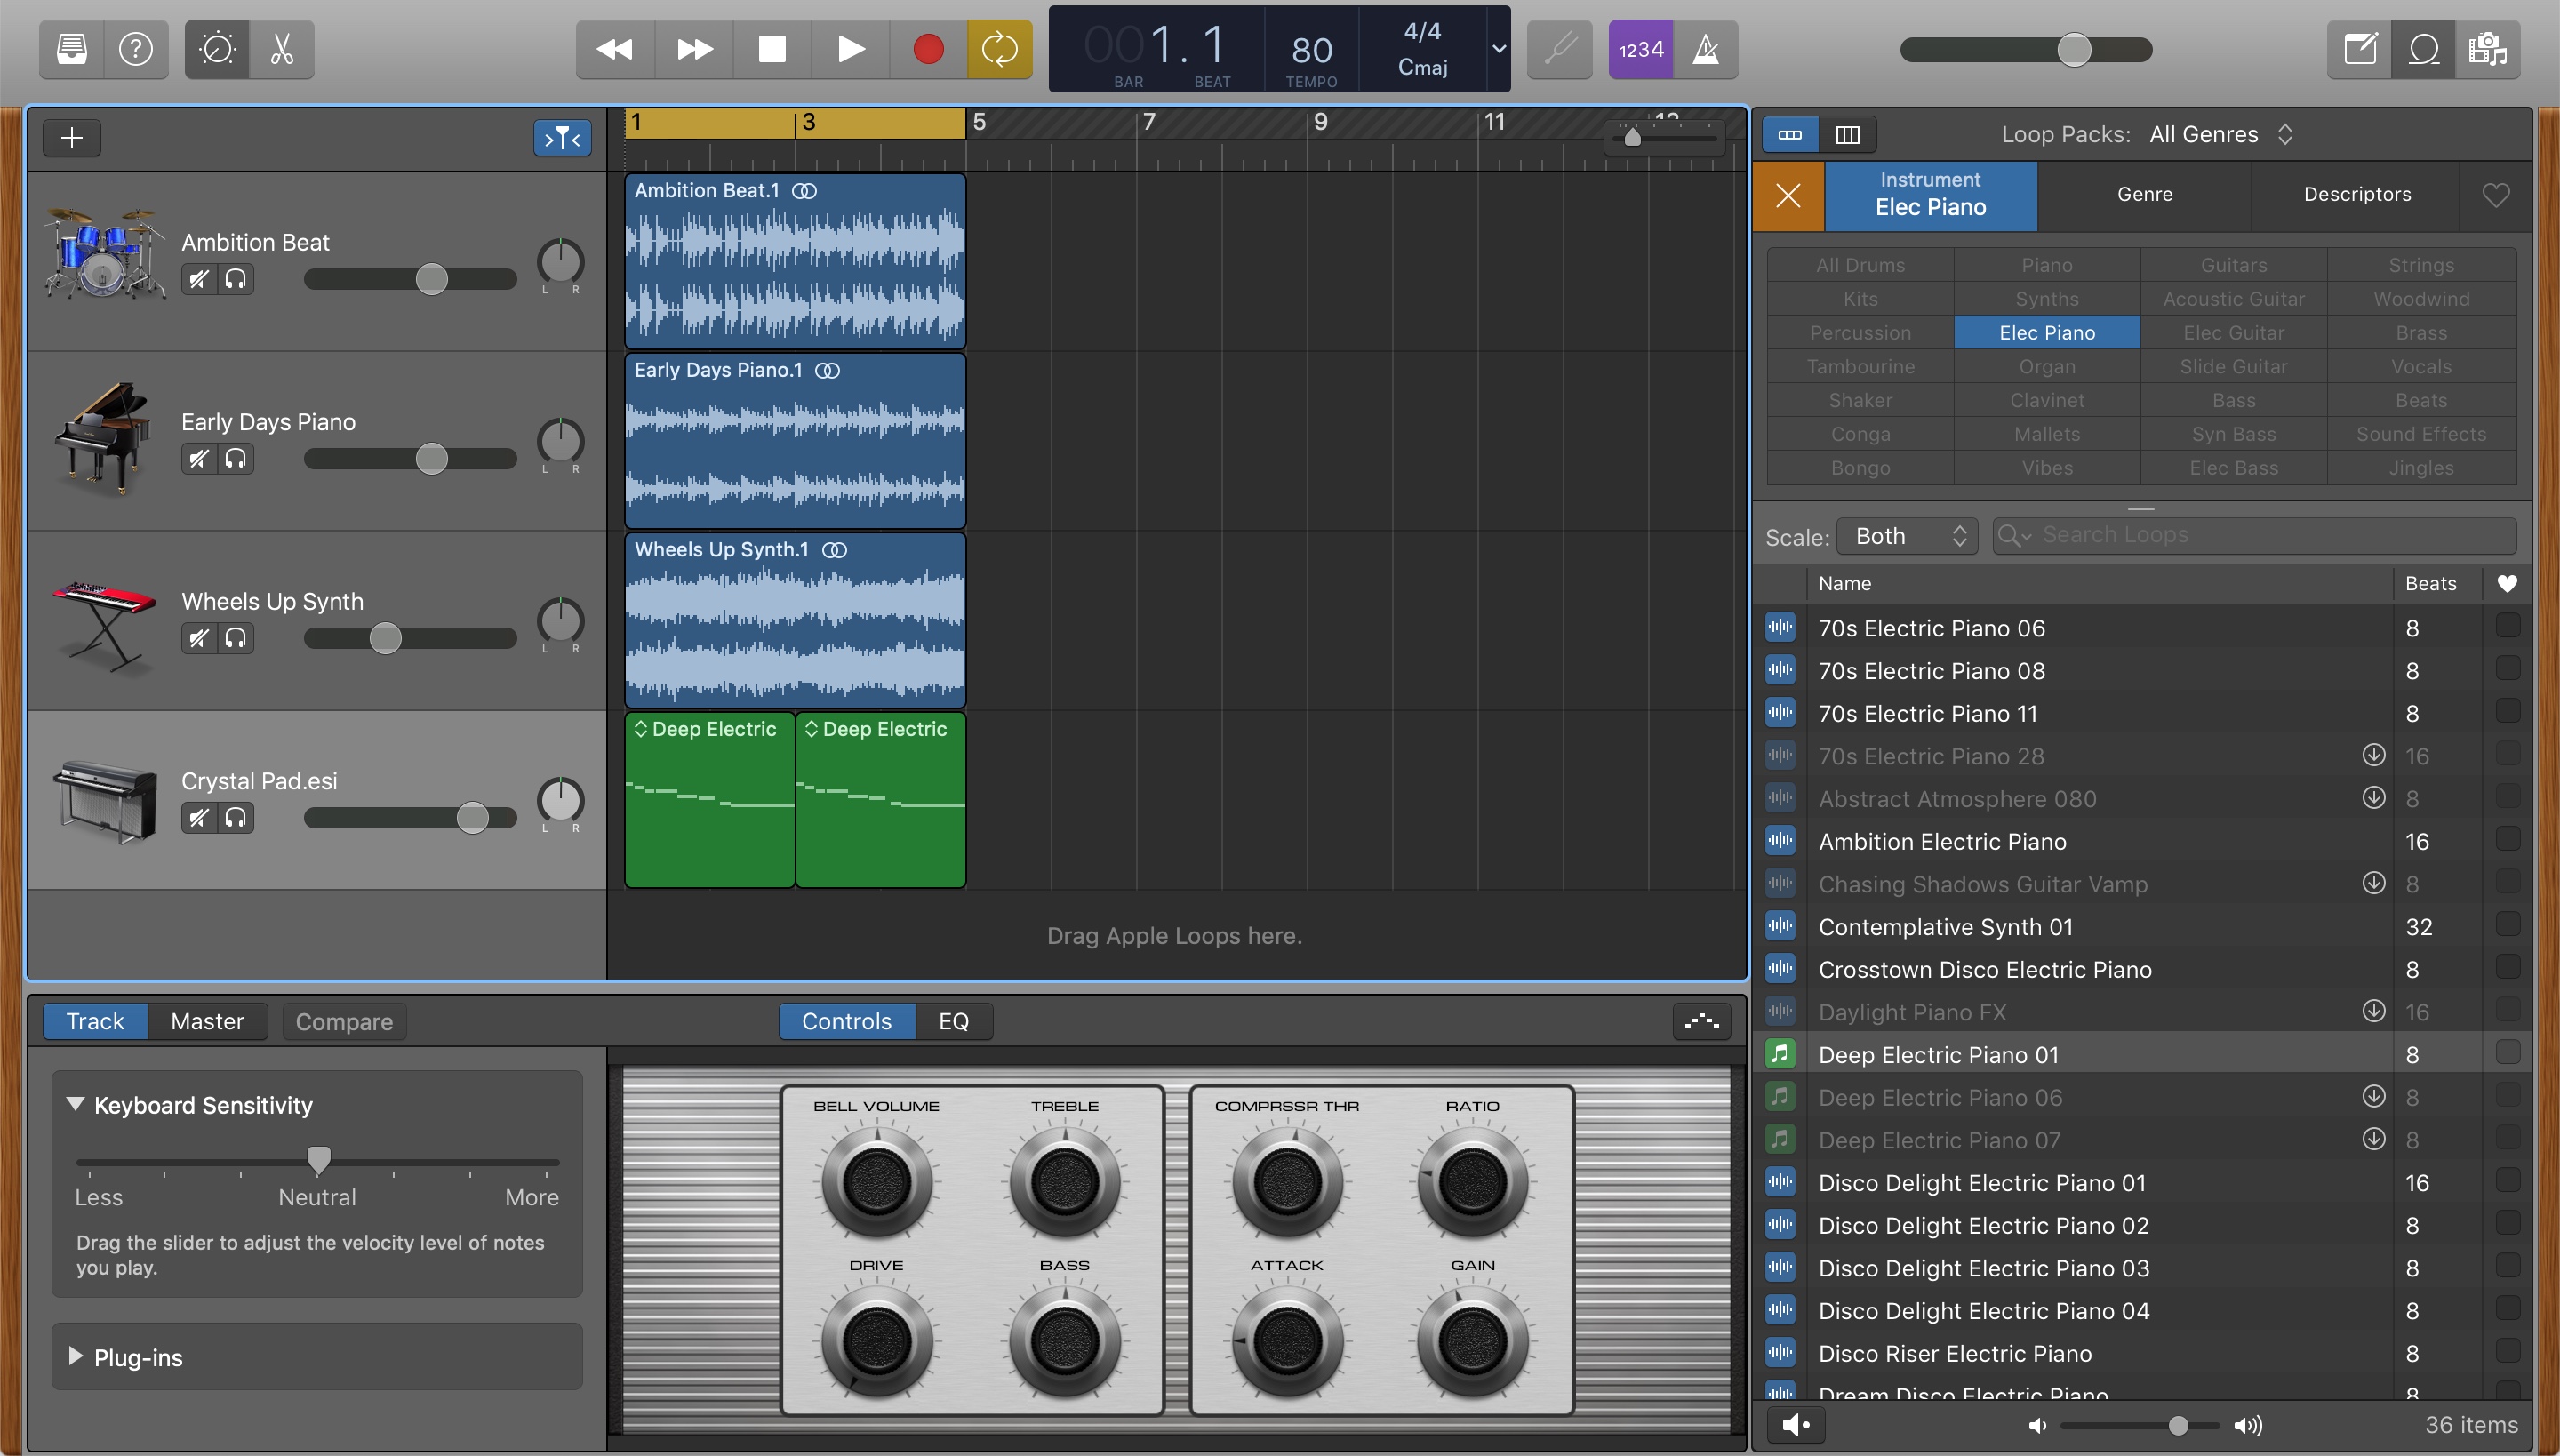 001. 1
BAR
BEAT
80
TEMPO
4/4
Cmaj
1234
1
3
5
7
9
11
Loop Packs: All Genres
Instrument
Elec Piano
Genre
Descriptors
All Drums
Piano
Guitars
Strings
Kits
Synths
Acoustic Guitar
Woodwind
Percussion
Elec Piano
Elec Guitar
Brass
Tambourine
Organ
Slide Guitar
Vocals
Shaker
Clavinet
Bass
Beats
Conga
Mallets
Syn Bass
Sound Effects
Bongo
Vibes
Elec Bass
Jingles
Scale: Both
Search Loops
Name
Beats
70s Electric Piano 06 8
70s Electric Piano 08 8
70s Electric Piano 11 8
70s Electric Piano 28 16
Abstract Atmosphere 080 8
Ambition Electric Piano 16
Chasing Shadows Guitar Vamp 8
Contemplative Synth 01 32
Crosstown Disco Electric Piano 8
Daylight Piano FX 16
Deep Electric Piano 01 8
Deep Electric Piano 06 8
Deep Electric Piano 07 8
Disco Delight Electric Piano 01 16
Disco Delight Electric Piano 02 8
Disco Delight Electric Piano 03 8
Disco Delight Electric Piano 04 8
Disco Riser Electric Piano 8
Dream Disco Electric Piano 8
36 items
Ambition Beat
L R
Ambition Beat.1
Early Days Piano
L R
Early Days Piano.1
Wheels Up Synth
L R
Wheels Up Synth.1
Crystal Pad.esi
L R
Deep Electric
Deep Electric
Drag Apple Loops here.
Track
Master
Compare
Controls
EQ
Keyboard Sensitivity
Less
Neutral
More
Drag the slider to adjust the velocity level of notes
you play.
Plug-ins
BELL VOLUME
TREBLE
COMPRSSR THR
RATIO
DRIVE
BASS
ATTACK
GAIN